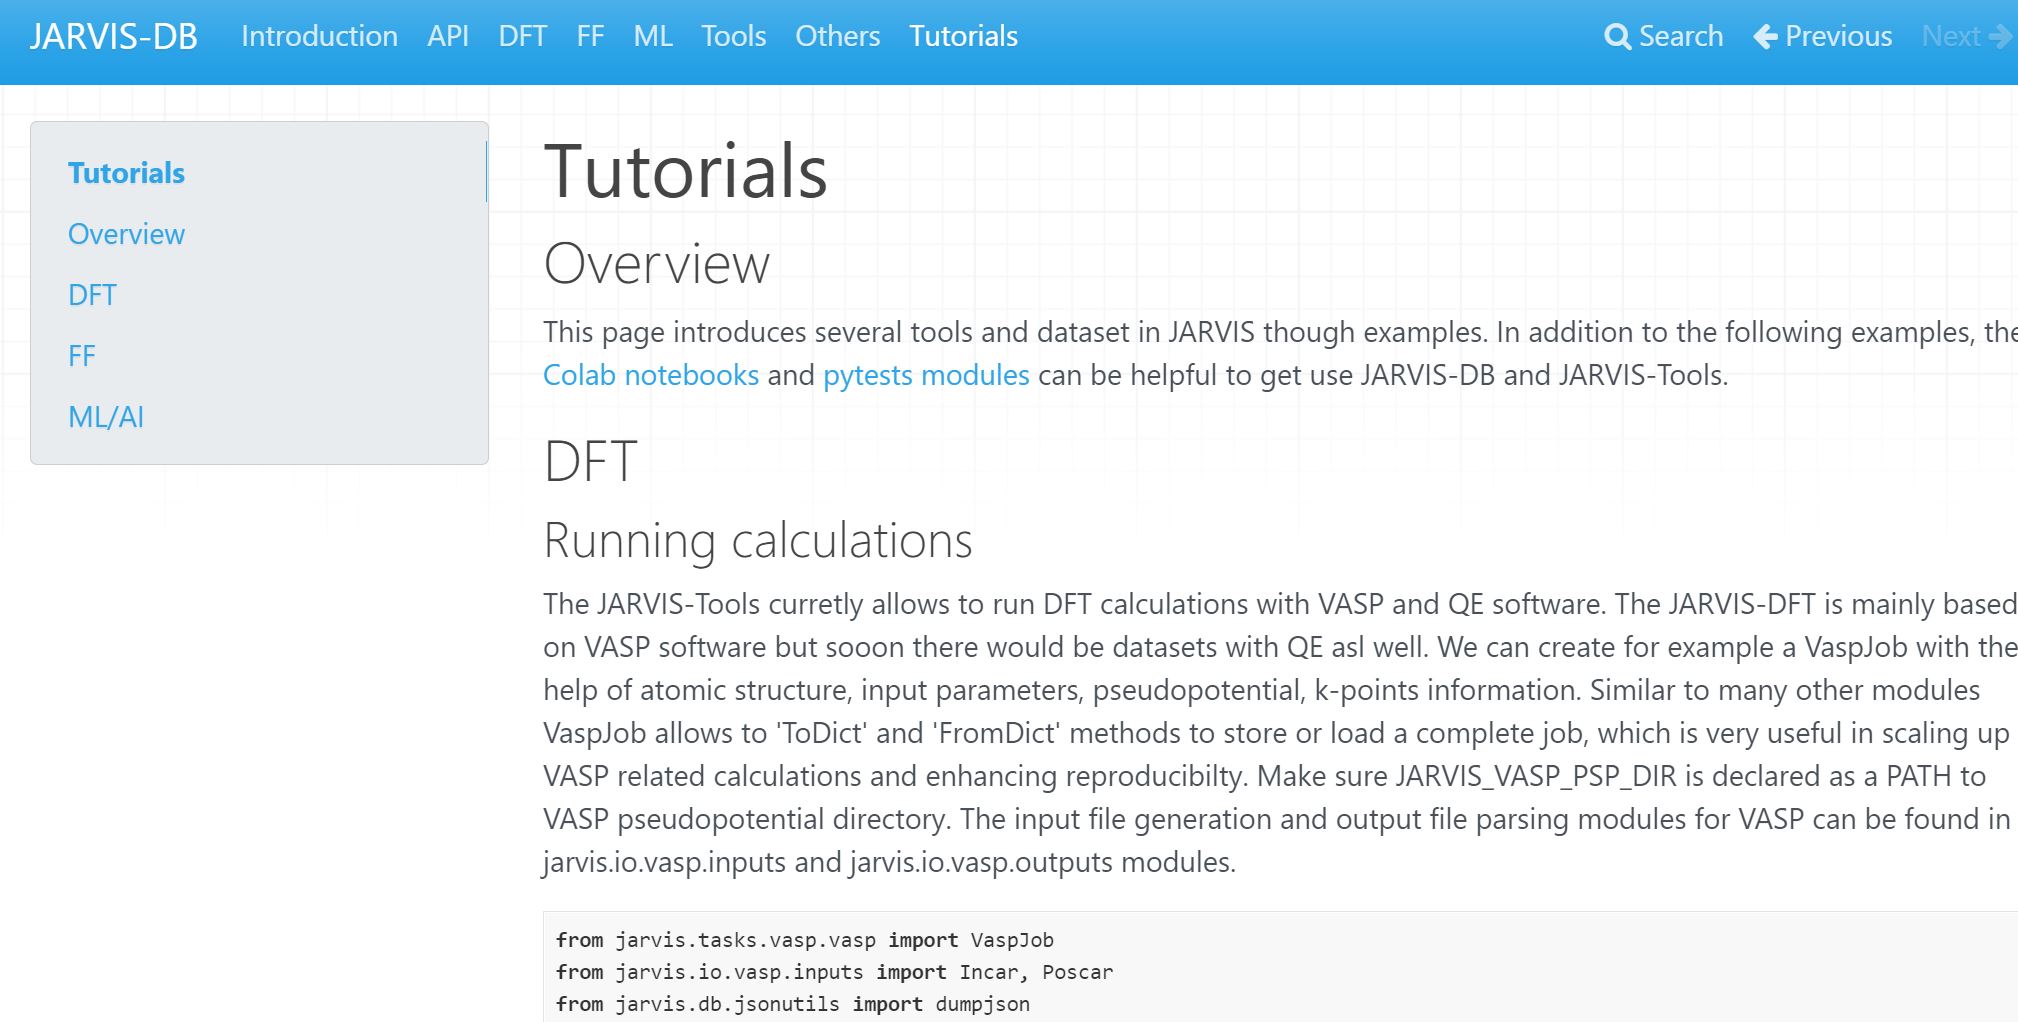 JARVIS-DB Introduction API DFT FF ML Tools Others Tutorials Search Previous Next
Tutorials
Overview
DFT
FF
ML/AI
Tutorials
Overview
This page introduces several tools and dataset in JARVIS though examples. In addition to the following examples, the
Colab notebooks and pytests modules can be helpful to get use JARVIS-DB and JARVIS-Tools.
DFT
Running calculations
The JARVIS-Tools curretly allows to run DFT calculations with VASP and QE software. The JARVIS-DFT is mainly based
on VASP software but sooon there would be datasets with QE asl well. We can create for example a VaspJob with the
help of atomic structure, input parameters, pseudopotential, k-points information. Similar to many other modules
VaspJob allows to 'ToDict' and 'FromDict' methods to store or load a complete job, which is very useful in scaling up
VASP related calculations and enhancing reproducibilty. Make sure JARVIS_VASP_PSP_DIR is declared as a PATH to
VASP pseudopotential directory. The input file generation and output file parsing modules for VASP can be found in
jarvis.io.vasp.inputs and jarvis.io.vasp.outputs modules.
from jarvis.tasks.vasp.vasp import VaspJob
from jarvis.io.vasp.inputs import Incar, Poscar
from jarvis.db.jsonutils import dumpjson